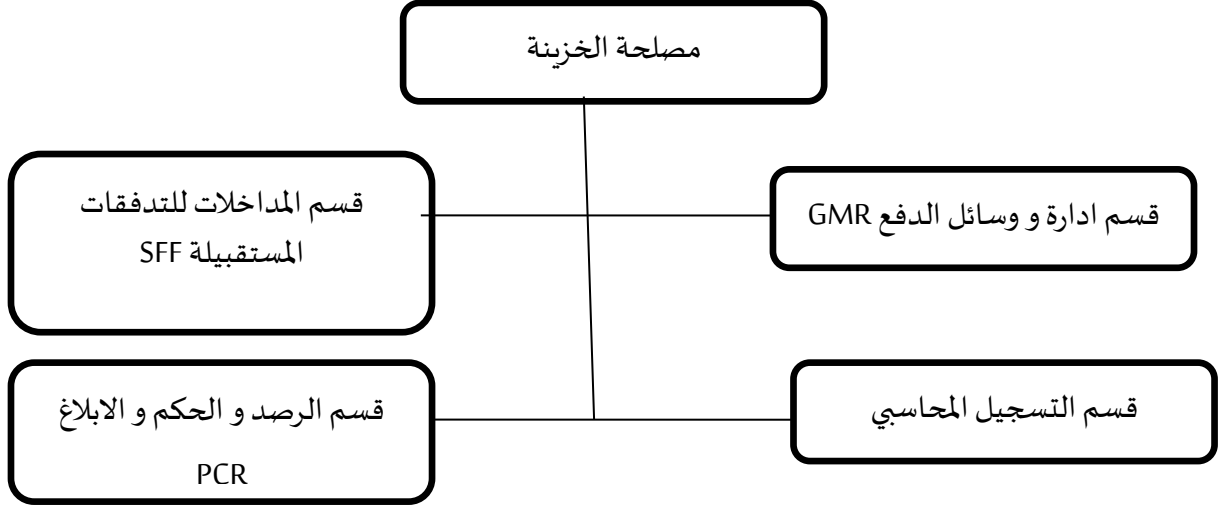 مصلحة الخزينة
قسم ادارة و وسائل الدفع GMR
قسم المداخلات للتدفقات
المستقبيلة SFF
قسم التسجيل المحاسبي
قسم الرصد و الحكم و الابلاغ
PCR